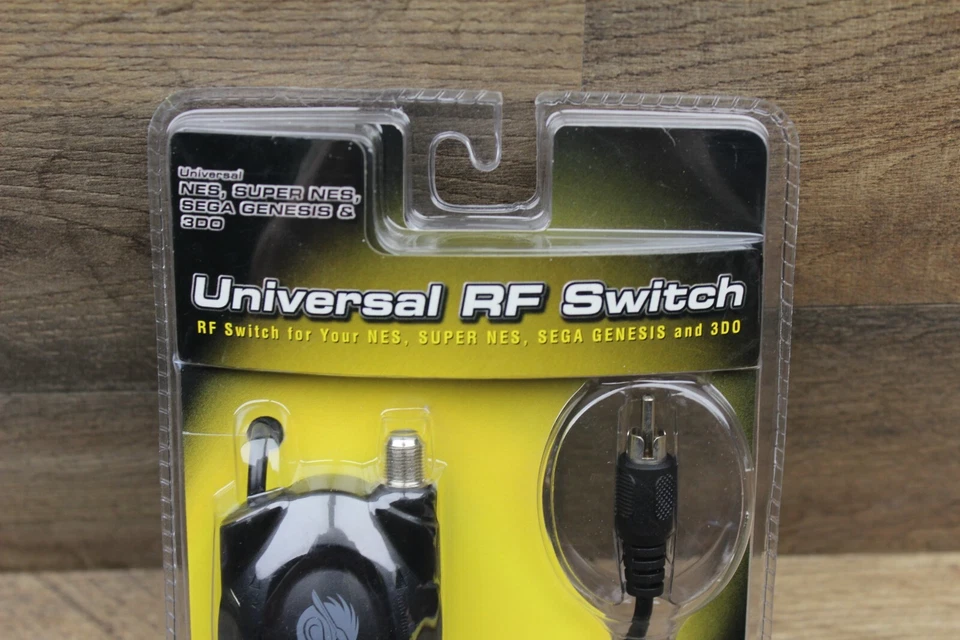 Universal
NES, SUPER NES,
SEGA GENESIS &
3DO
Universal RF Switch
RF Switch for Your NES, SUPER NES, SEGA GENESIS and 3DO